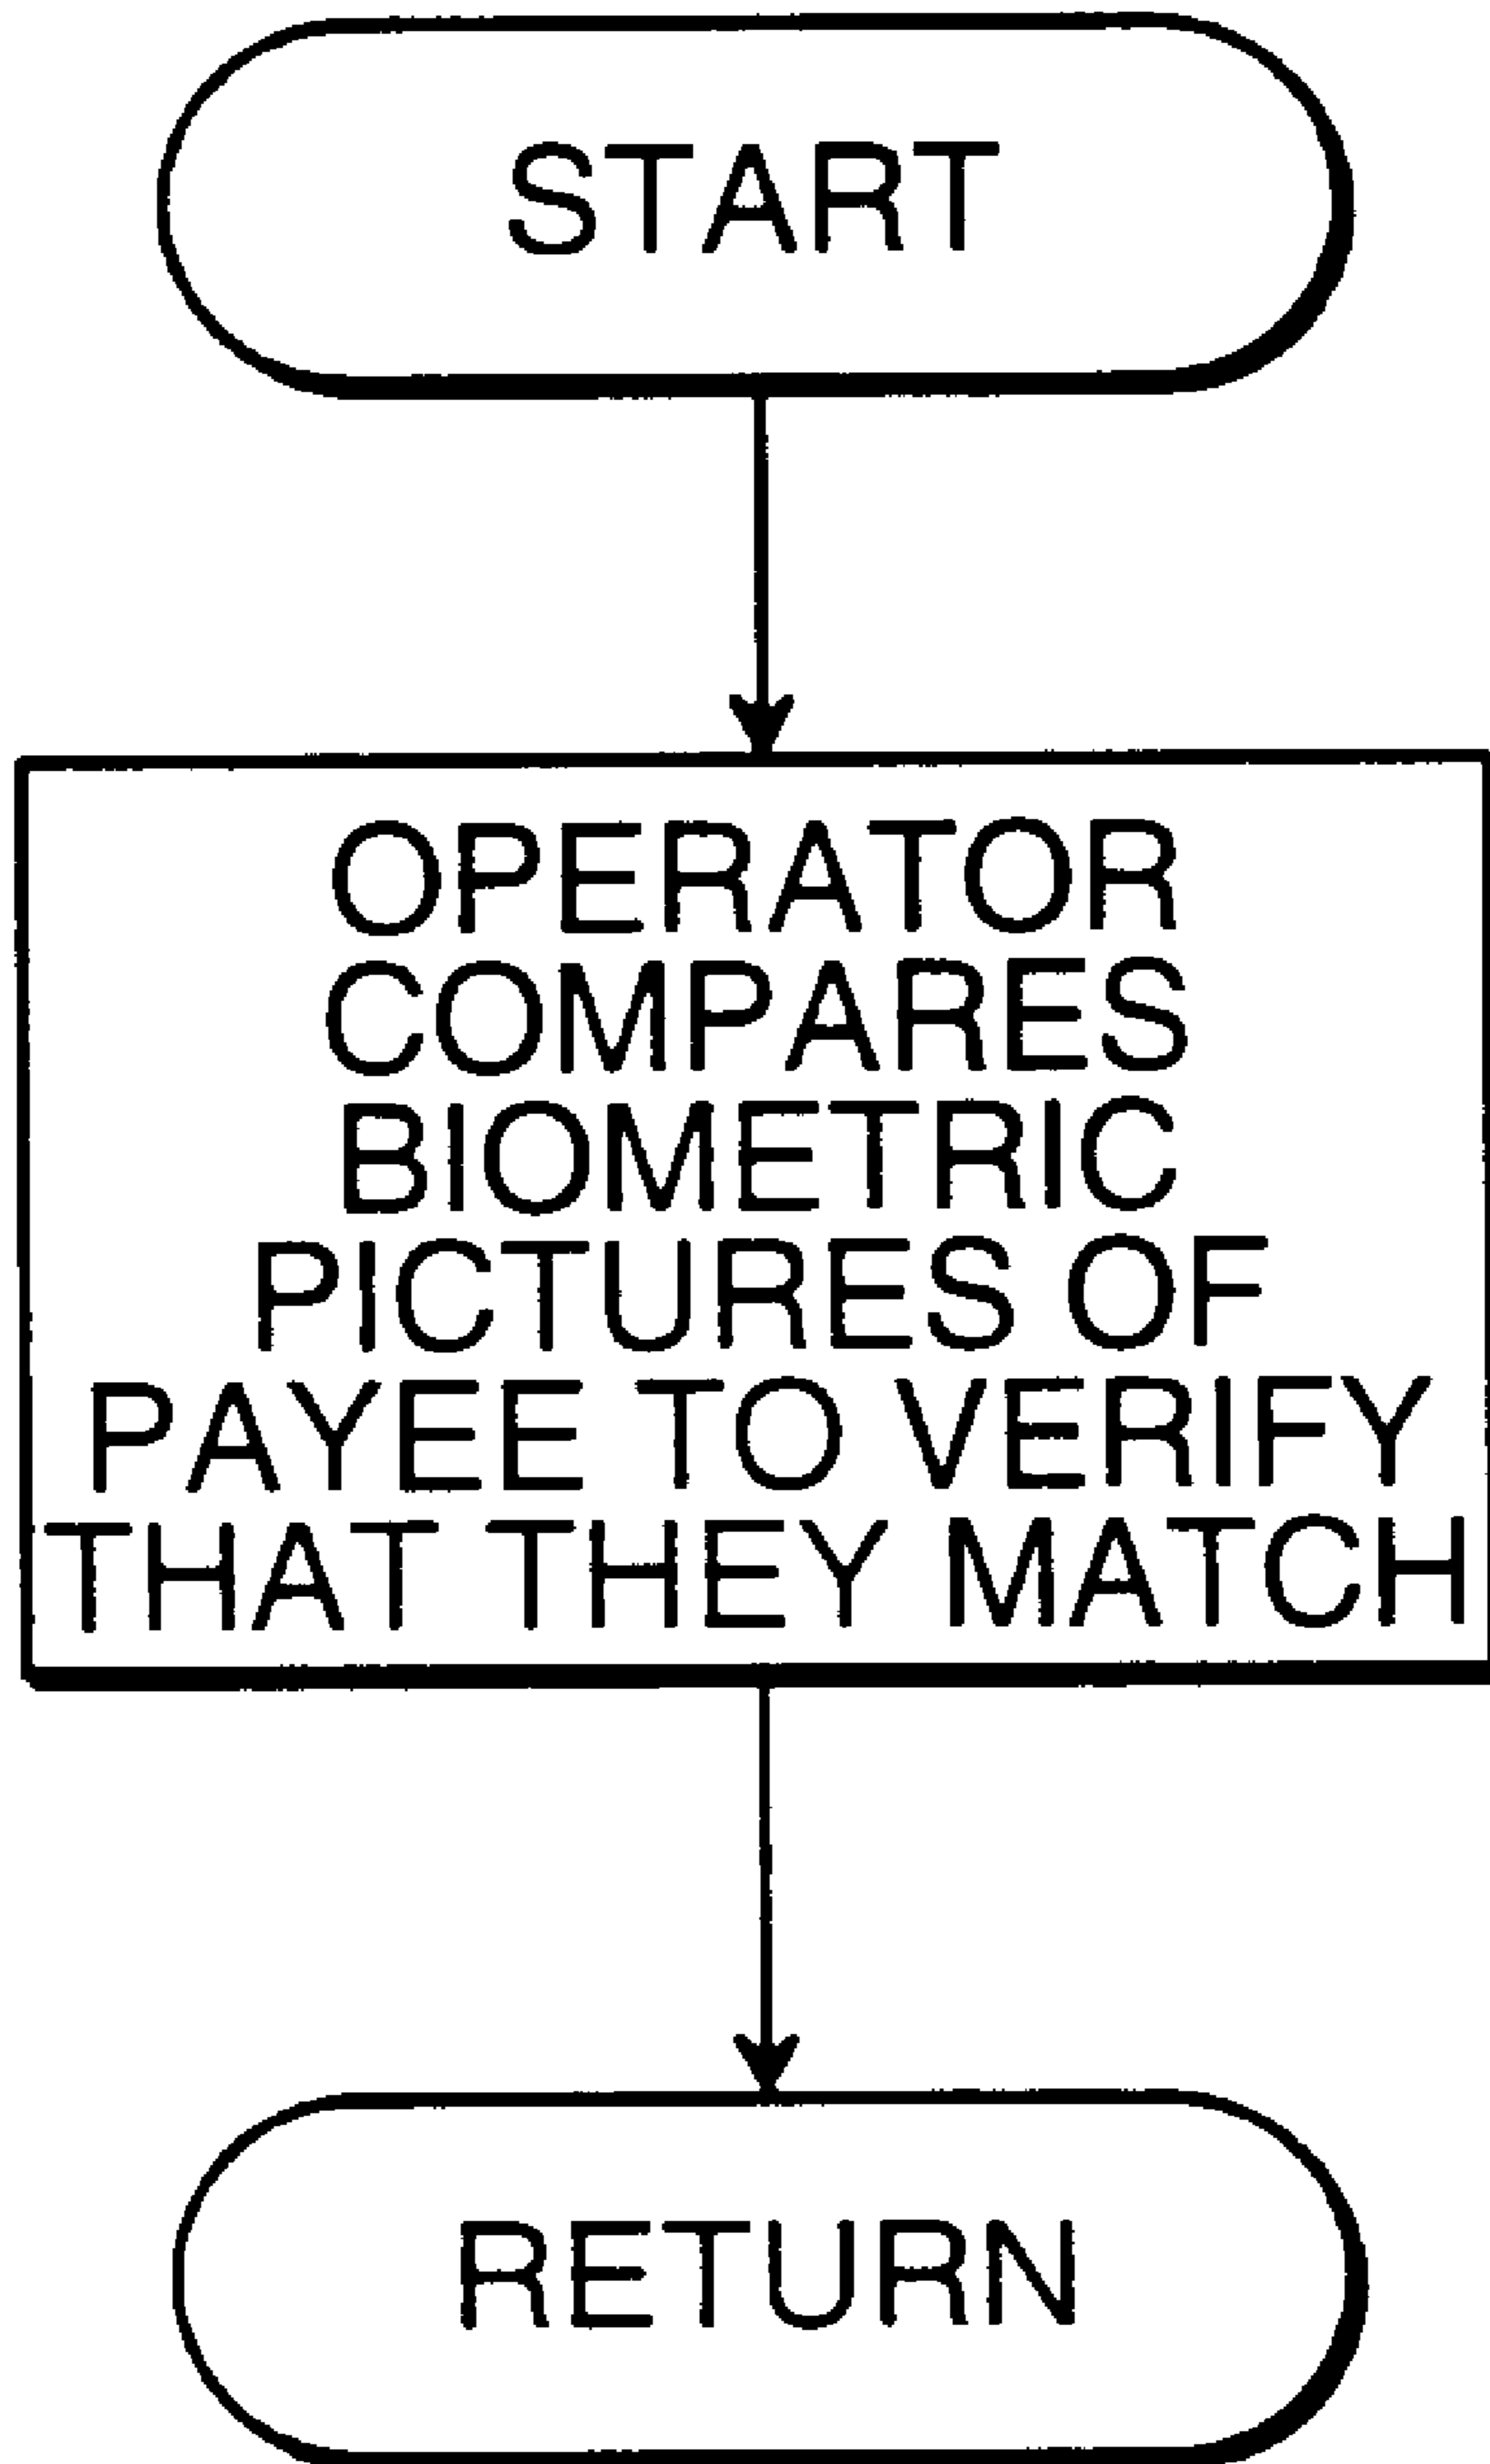 START
OPERATOR
COMPARES
BIOMETRIC
PICTURES OF
PAYEE TO VERIFY
THAT THEY MATCH
RETURN